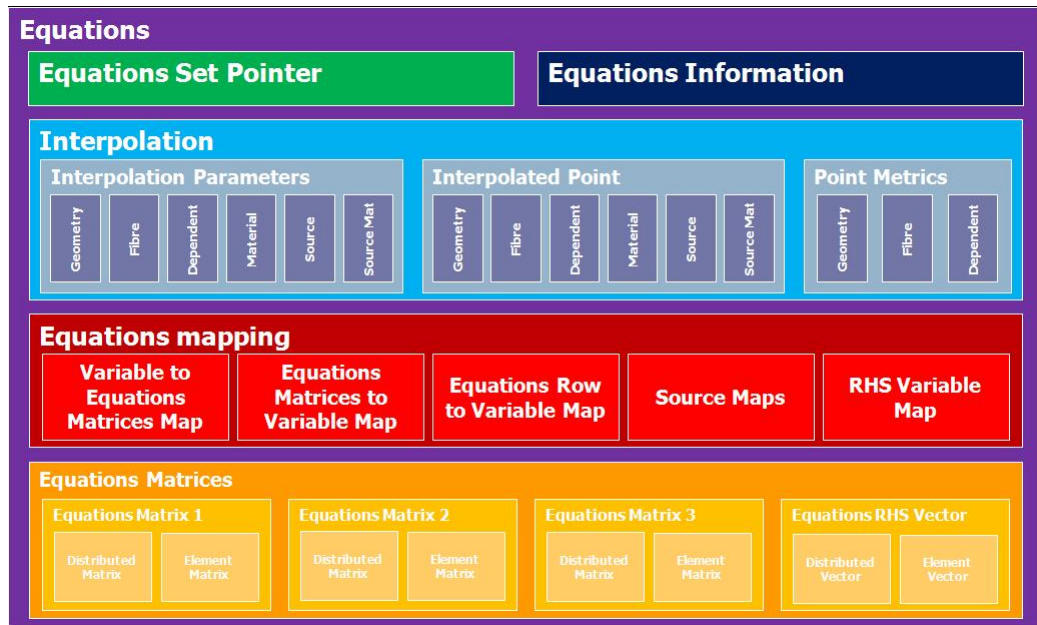 Equations
Equations Set Pointer
Equations Information
Interpolation
Interpolation Parameters
Geometry
Fibre
Dependent
Material
Source
Source Mat
Interpolated Point
Geometry
Fibre
Dependent
Material
Source
Source Mat
Point Metrics
Geometry
Fibre
Dependent
Equations mapping
Variable to
Equations
Matrices Map
Equations
Matrices to
Variable Map
Equations Row
to Variable Map
Source Maps
RHS Variable
Map
Equations Matrices
Equations Matrix 1
Distributed
Matrix
Element
Matrix
Equations Matrix 2
Distributed
Matrix
Element
Matrix
Equations Matrix 3
Distributed
Matrix
Element
Matrix
Equations RHS Vector
Distributed
Vector
Element
Vector